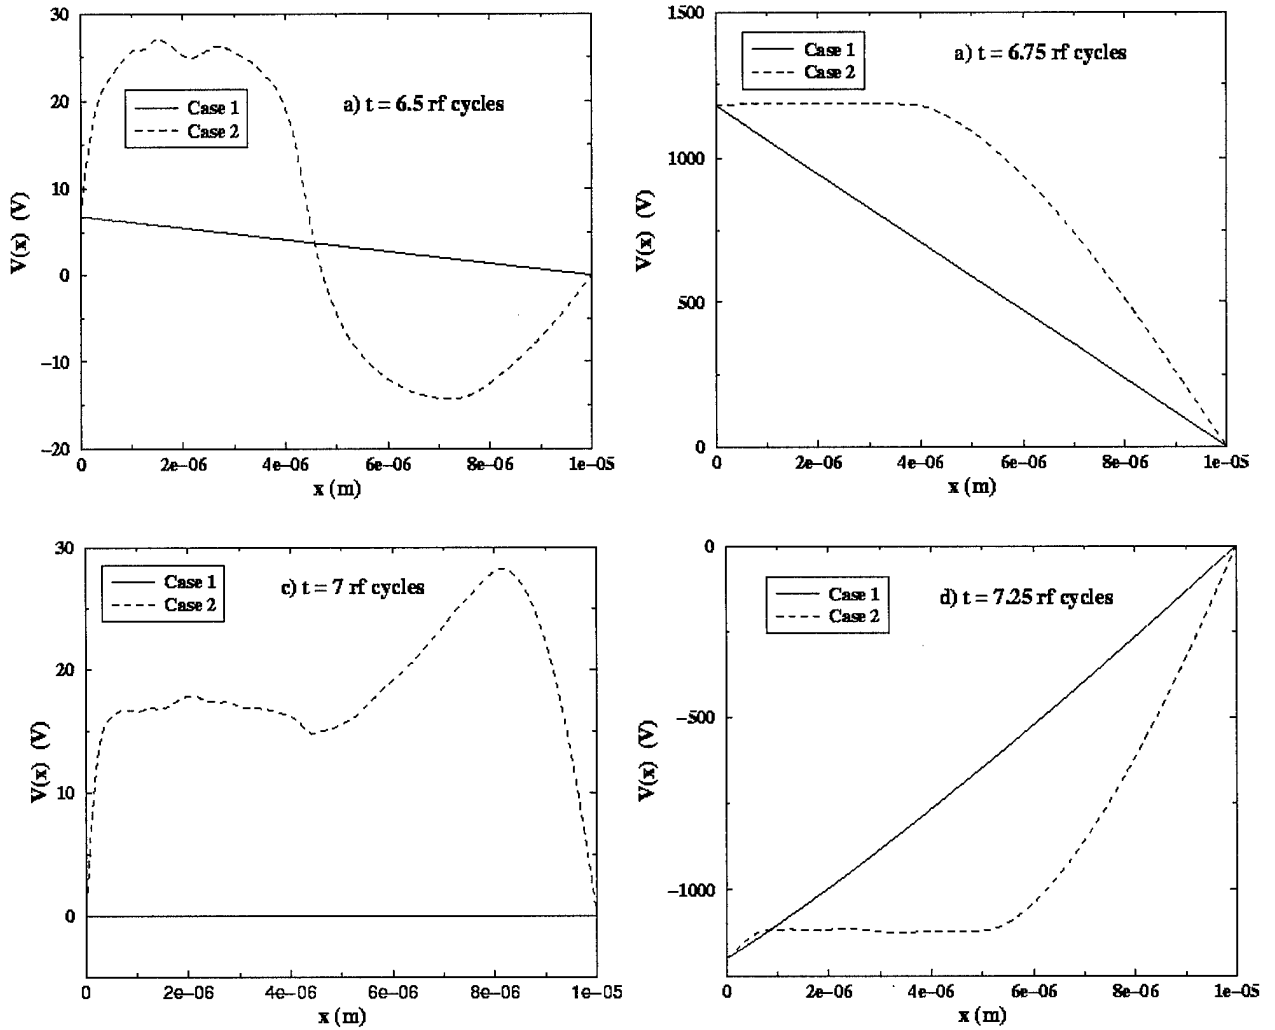 30
20
10
0
−10
−20
V(x) (V)
Case 1
Case 2
a) t = 6.5 rf cycles
0
2e−06
4e−06
6e−06
8e−06
1e−05
x (m)
1500
1000
500
0
V(x) (V)
Case 1
Case 2
a) t = 6.75 rf cycles
0
2e−06
4e−06
6e−06
8e−06
1e−05
x (m)
30
20
10
0
V(x) (V)
Case 1
Case 2
c) t = 7 rf cycles
0
2e−06
4e−06
6e−06
8e−06
1e−05
x (m)
0
−500
−1000
V(x) (V)
Case 1
Case 2
d) t = 7.25 rf cycles
0
2e−06
4e−06
6e−06
8e−06
1e−05
x (m)